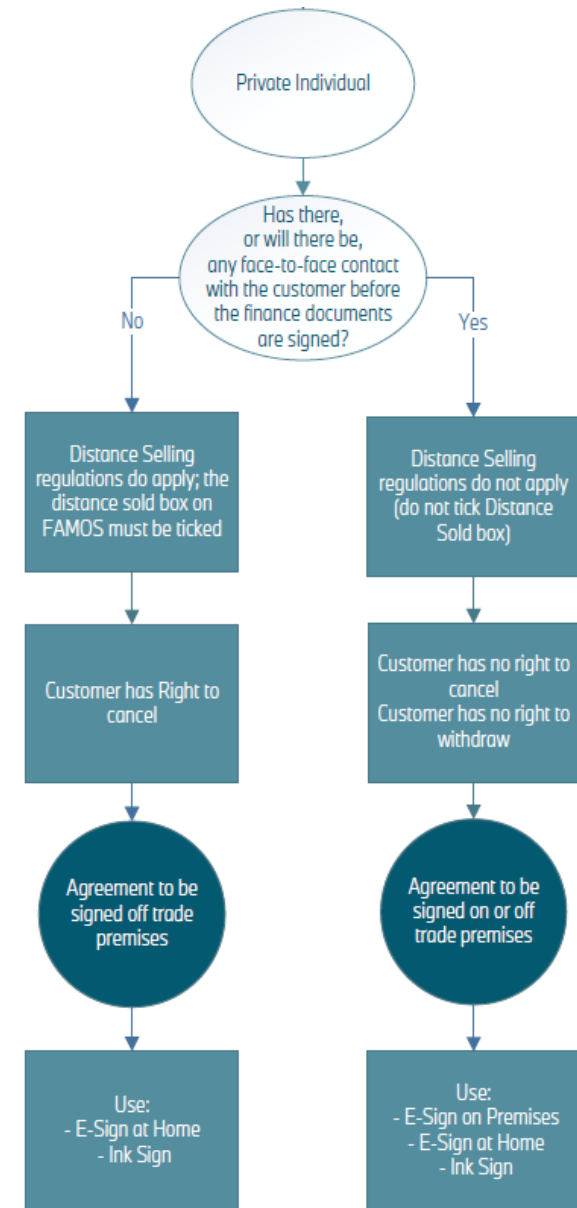 Private Individual
Has there,
or will there be,
any face-to-face contact
with the customer before
the finance documents
are signed?
No
Yes
Distance Selling
regulations do apply; the
distance sold box on
FAMOS must be ticked
Distance Selling
regulations do not apply
(do not tick Distance
Sold box)
Customer has Right to
cancel
Customer has no right to
cancel
Customer has no right to
withdraw
Agreement to be
signed off trade
premises
Agreement to be
signed on or off
trade premises
Use:
- E-Sign at Home
- Ink Sign
Use:
- E-Sign on Premises
- E-Sign at Home
- Ink Sign